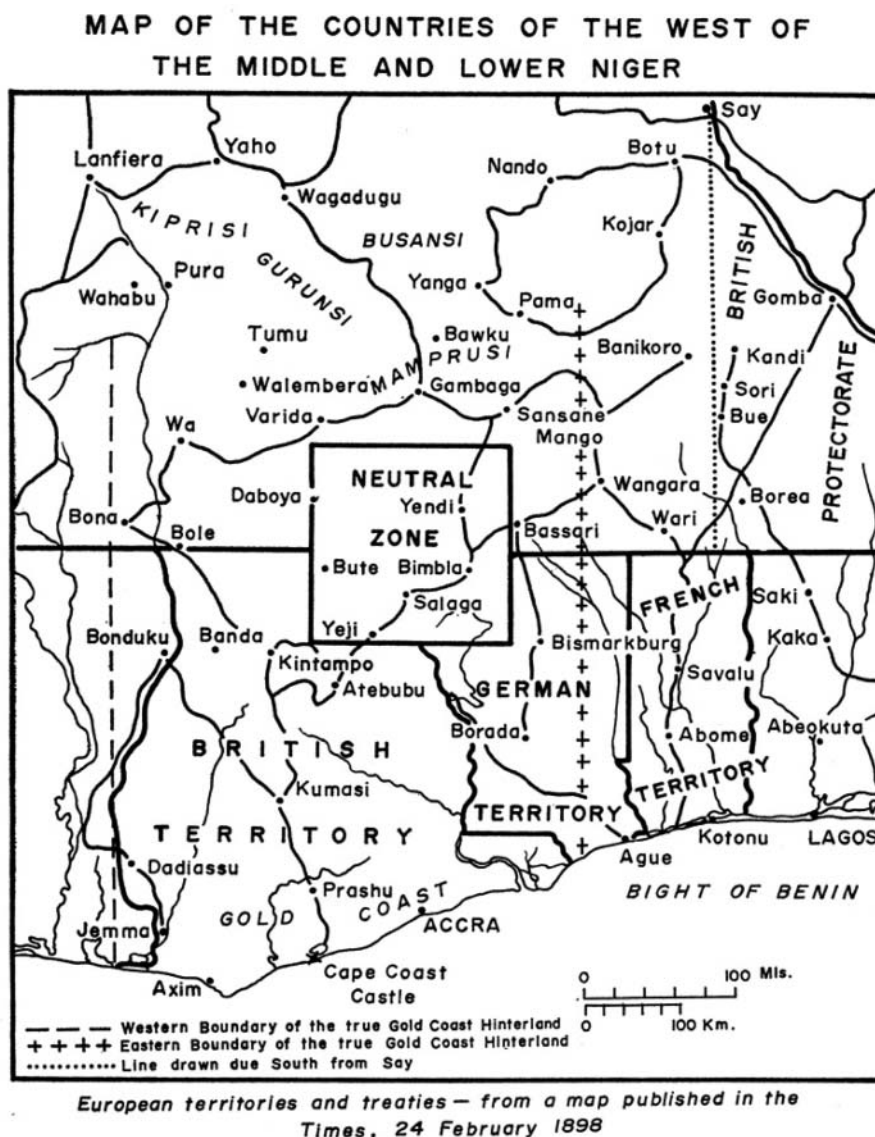 MAP OF THE COUNTRIES OF THE WEST OF
THE MIDDLE AND LOWER NIGER
Say
Yaho
Botu
Lanfiera
Nando
Wagadugu
KIPRISI
BUSANSI
Kojar
BRITISH
GURUNSI
Pura
Yanga
Wahabu
Gomba
Pama
Tumu
Bawku
Banikoro
Kandi
MAMPRUSI
Walembera
Gambaga
Sori
PROTECTORATE
Varida
Sansane
Mango
Bue
Wa
NEUTRAL
ZONE
Daboya
Yendi
Wangara
Borea
Bona
Bole
Bassari
Wari
Bute
Bimbla
FRENCH
Saki
Salaga
Yeji
Bonduku
Banda
Kintampo
Bismarkburg
Kaka
Atebubu
GERMAN
Savalu
Borada
Abome
Abeokuta
BRITISH
TERRITORY
Kumasi
TERRITORY
TERRITORY
Kotonu
LAGOS
Ague
Dadiassu
Prashu
BIGHT OF BENIN
GOLD COAST
ACCRA
Jemma
Cape Coast
Castle
Axim
0 100 Mls.
0 100 Km.
Western Boundary of the true Gold Coast Hinterland
Eastern Boundary of the true Gold Coast Hinterland
Line drawn due South from Say
European territories and treaties — from a map published in the
Times, 24 February 1898